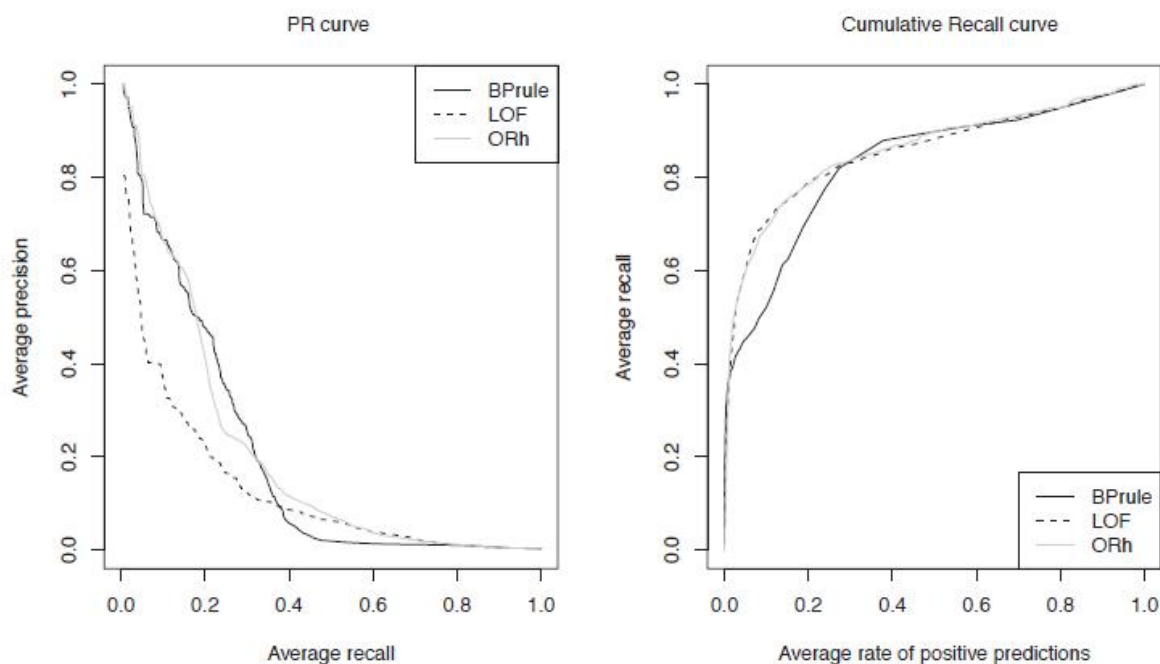 PR curve
Average precision
1.0
0.8
0.6
0.4
0.2
0.0
BPrule
LOF
ORh
0.0 0.2 0.4 0.6 0.8 1.0
Average recall
Cumulative Recall curve
Average recall
1.0
0.8
0.6
0.4
0.2
0.0
BPrule
LOF
ORh
0.0 0.2 0.4 0.6 0.8 1.0
Average rate of positive predictions